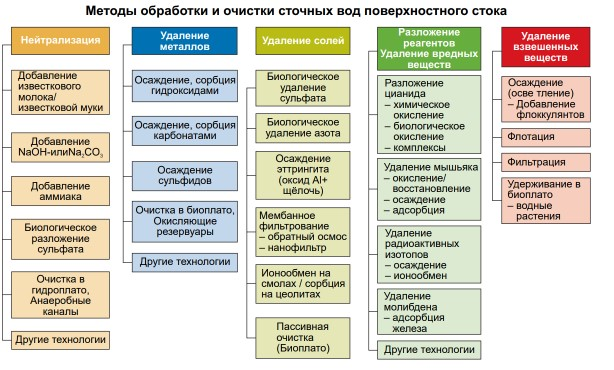 Методы обработки и очистки сточных вод поверхностного стока
Нейтрализация
Добавление
известкового
молока/
известковой муки
Добавление
NaOH-илиNa₂CO₃
Добавление
аммиака
Биологическое
разложение
сульфата
Очистка в
гидроплато,
Анаеробные
каналы
Другие технологии
Удаление
металлов
Осаждение, сорбция
гидроксидами
Осаждение, сорбция
карбонатами
Осаждение
сульфидов
Очистка в биоплато,
Окисляющие
резервуары
Другие технологии
Удаление солей
Биологическое
удаление
сульфата
Биологическое
удаление азота
Осаждение
эттрингита
(оксид Al+
щёлочь)
Мембанное
фильтрование
– обратный осмос
– нанофильтр
Ионообмен на
смолах / сорбция
на цеолитах
Пассивная
очистка
(Биоплато)
Разложение
реагентов
Удаление вредных
веществ
Разложение
цианида
– химическое
окисление
– биологическое
окисление
– комплексы
Удаление мышьяка
– окисление/
восстановление
– осаждение
– адсорбция
Удаление
радиоактивных
изотопов
– осаждение
– ионообмен
Удаление
молибдена
– адсорбция
железа
Другие технологии
Удаление
взвешенных
веществ
Осаждение
(осве тление)
– Добавление
флоккулянтов
Флотация
Фильтрация
Удерживание в
биоплато
– водные
растения